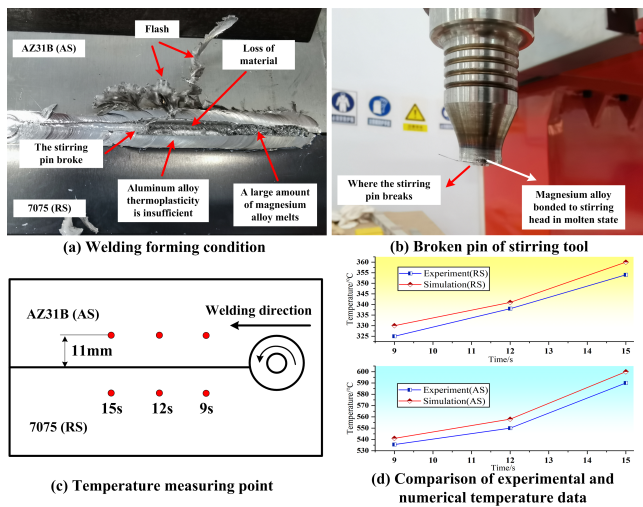 AZ31B (AS)
Flash
Loss of
material
The stirring
pin broke
Aluminum alloy
thermoplasticity
is insufficient
A large amount
of magnesium
alloy melts
7075 (RS)
(a) Welding forming condition
Where the stirring
pin breaks
Magnesium alloy
bonded to stirring
head in molten state
(b) Broken pin of stirring tool
AZ31B (AS)
Welding direction
11mm
15s 12s 9s
7075 (RS)
(c) Temperature measuring point
Temperature/°C
360
355
350
345
340
335
330
325
Experiment(RS)
Simulation(RS)
9 10 11 12 13 14 15
Time/s
Temperature/°C
600
590
580
570
560
550
540
530
Experiment(AS)
Simulation(AS)
9 10 11 12 13 14 15
Time/s
(d) Comparison of experimental and
numerical temperature data